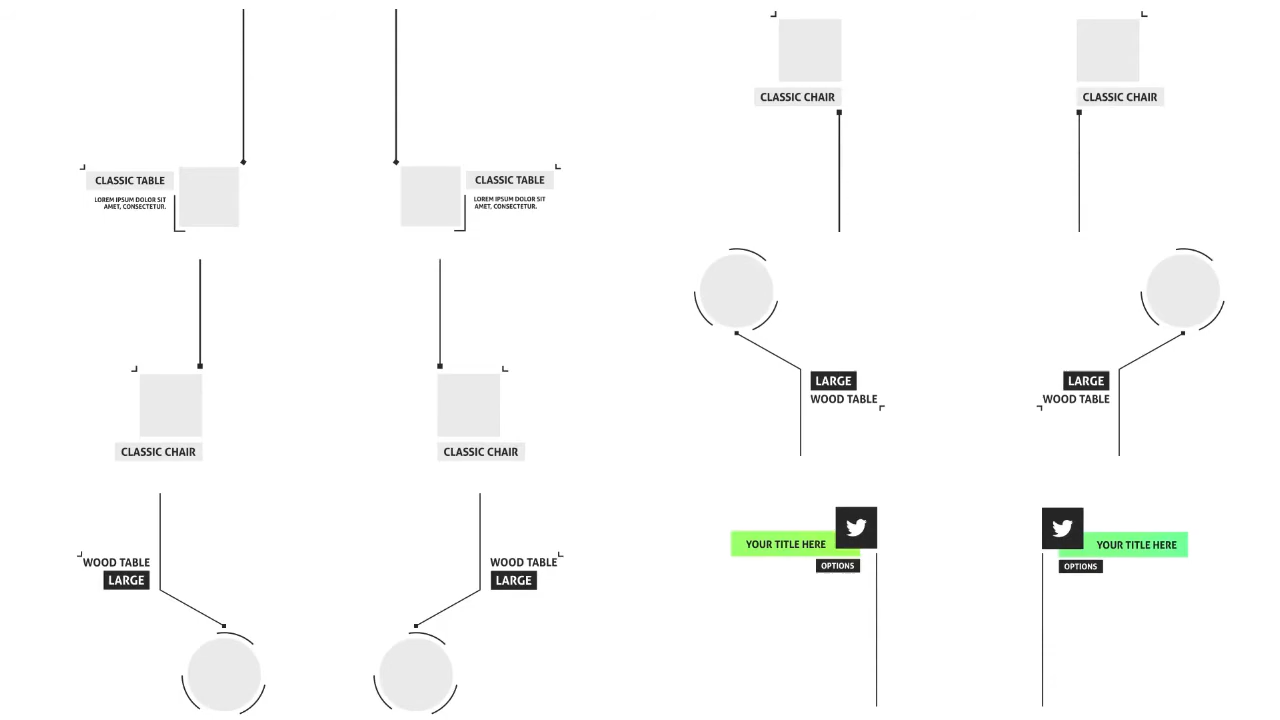 CLASSIC CHAIR
CLASSIC CHAIR
CLASSIC TABLE
LOREM IPSUM DOLOR SIT
AMET, CONSECTETUR.
CLASSIC TABLE
LOREM IPSUM DOLOR SIT
AMET, CONSECTETUR.
LARGE
WOOD TABLE
LARGE
WOOD TABLE
CLASSIC CHAIR
CLASSIC CHAIR
WOOD TABLE
LARGE
WOOD TABLE
LARGE
YOUR TITLE HERE
OPTIONS
YOUR TITLE HERE
OPTIONS